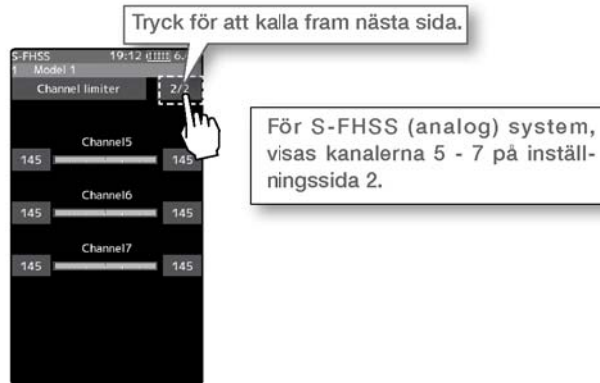 Tryck för att kalla fram nästa sida.
S-FHSS 19:12
1 Model 1
Channel limiter 2/2
För S-FHSS (analog) system,
visas kanalerna 5 - 7 på inställ-
ningssida 2.
Channel5
145 145
Channel6
145 145
Channel7
145 145